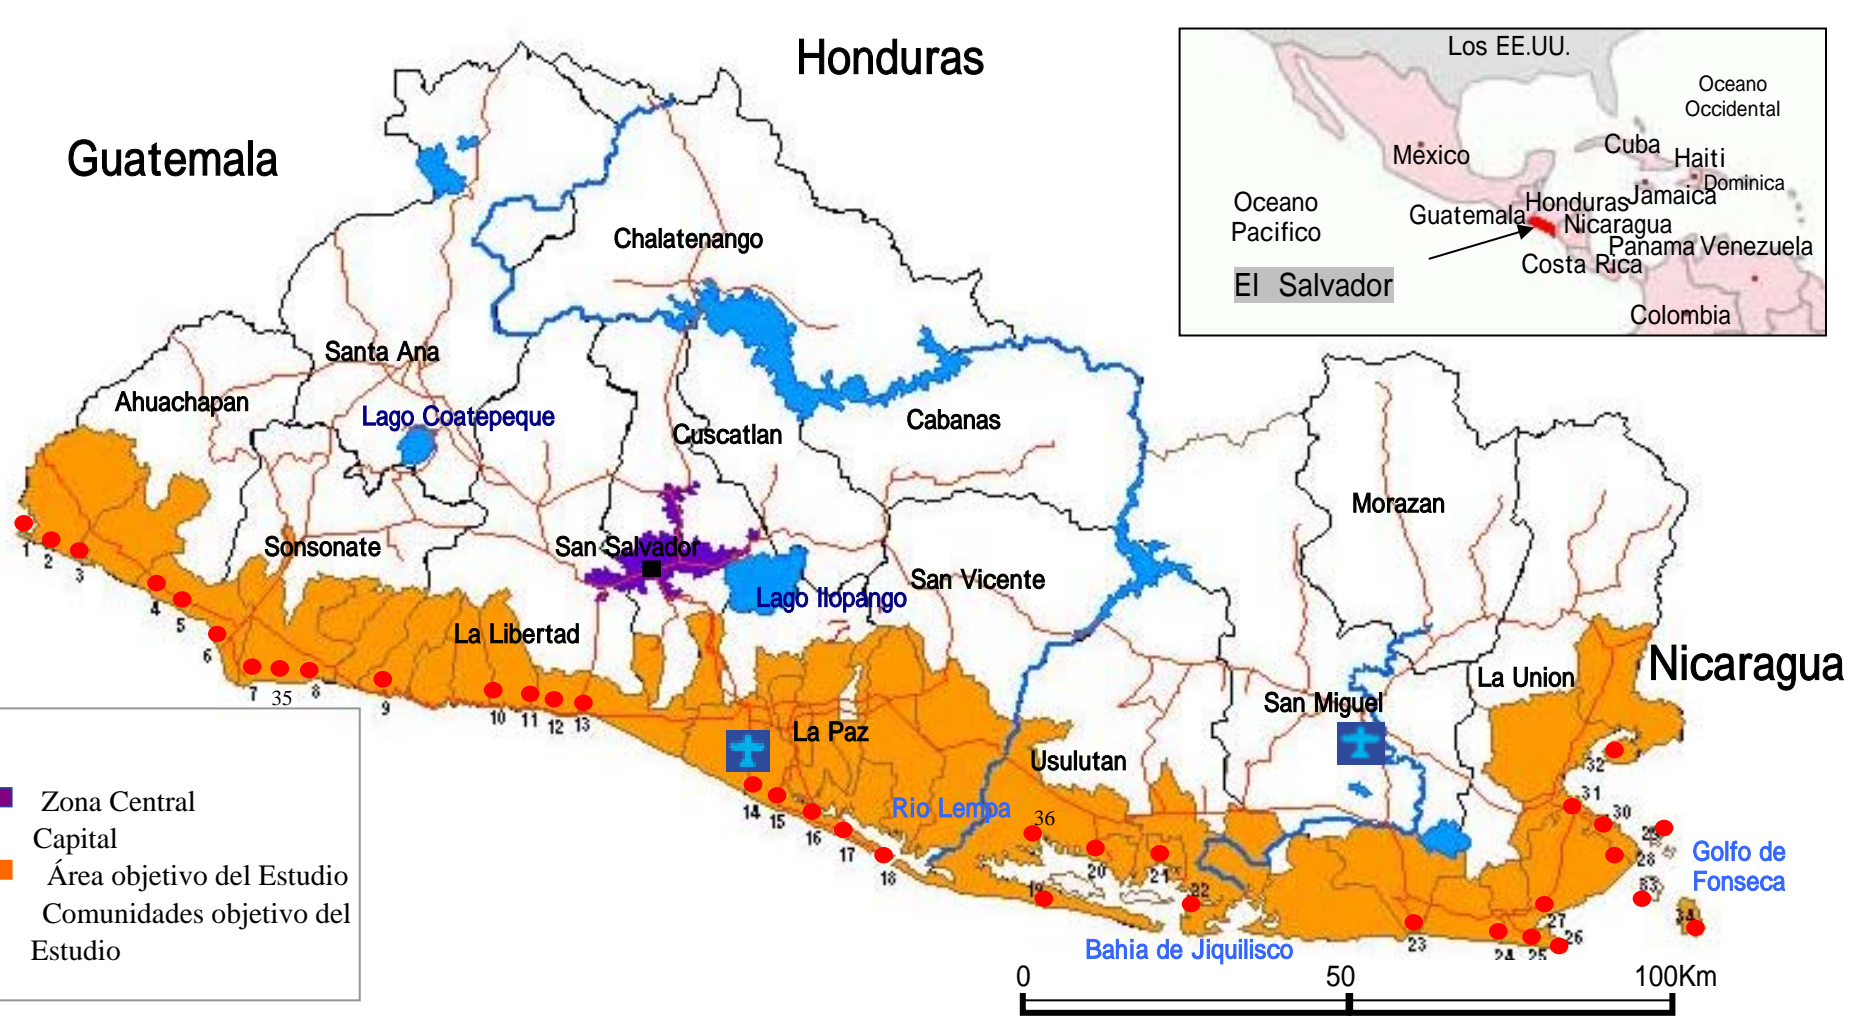 Honduras
Guatemala
Los EE.UU.
Oceano
Occidental
Cuba
Mexico
Haiti
Dominica
Jamaica
Oceano
Pacifico
Honduras
Guatemala
Nicaragua
Panama Venezuela
Costa Rica
El Salvador
Colombia
Chalatenango
Santa Ana
Ahuachapan
Lago Coatepeque
Cuscatlan
Cabanas
Morazan
Sonsonate
San Salvador
San Vicente
Lago Ilopango
La Libertad
Nicaragua
La Union
San Miguel
La Paz
Usulutan
Rio Lempa
Golfo de
Fonseca
Bahia de Jiquilisco
1
2
3
4
5
6
7
35
8
9
10
11
12
13
14
15
16
17
18
19
36
20
21
22
23
24
25
26
27
28
29
30
31
32
33
34
Zona Central
Capital
Área objetivo del Estudio
Comunidades objetivo del
Estudio
0 50 100Km